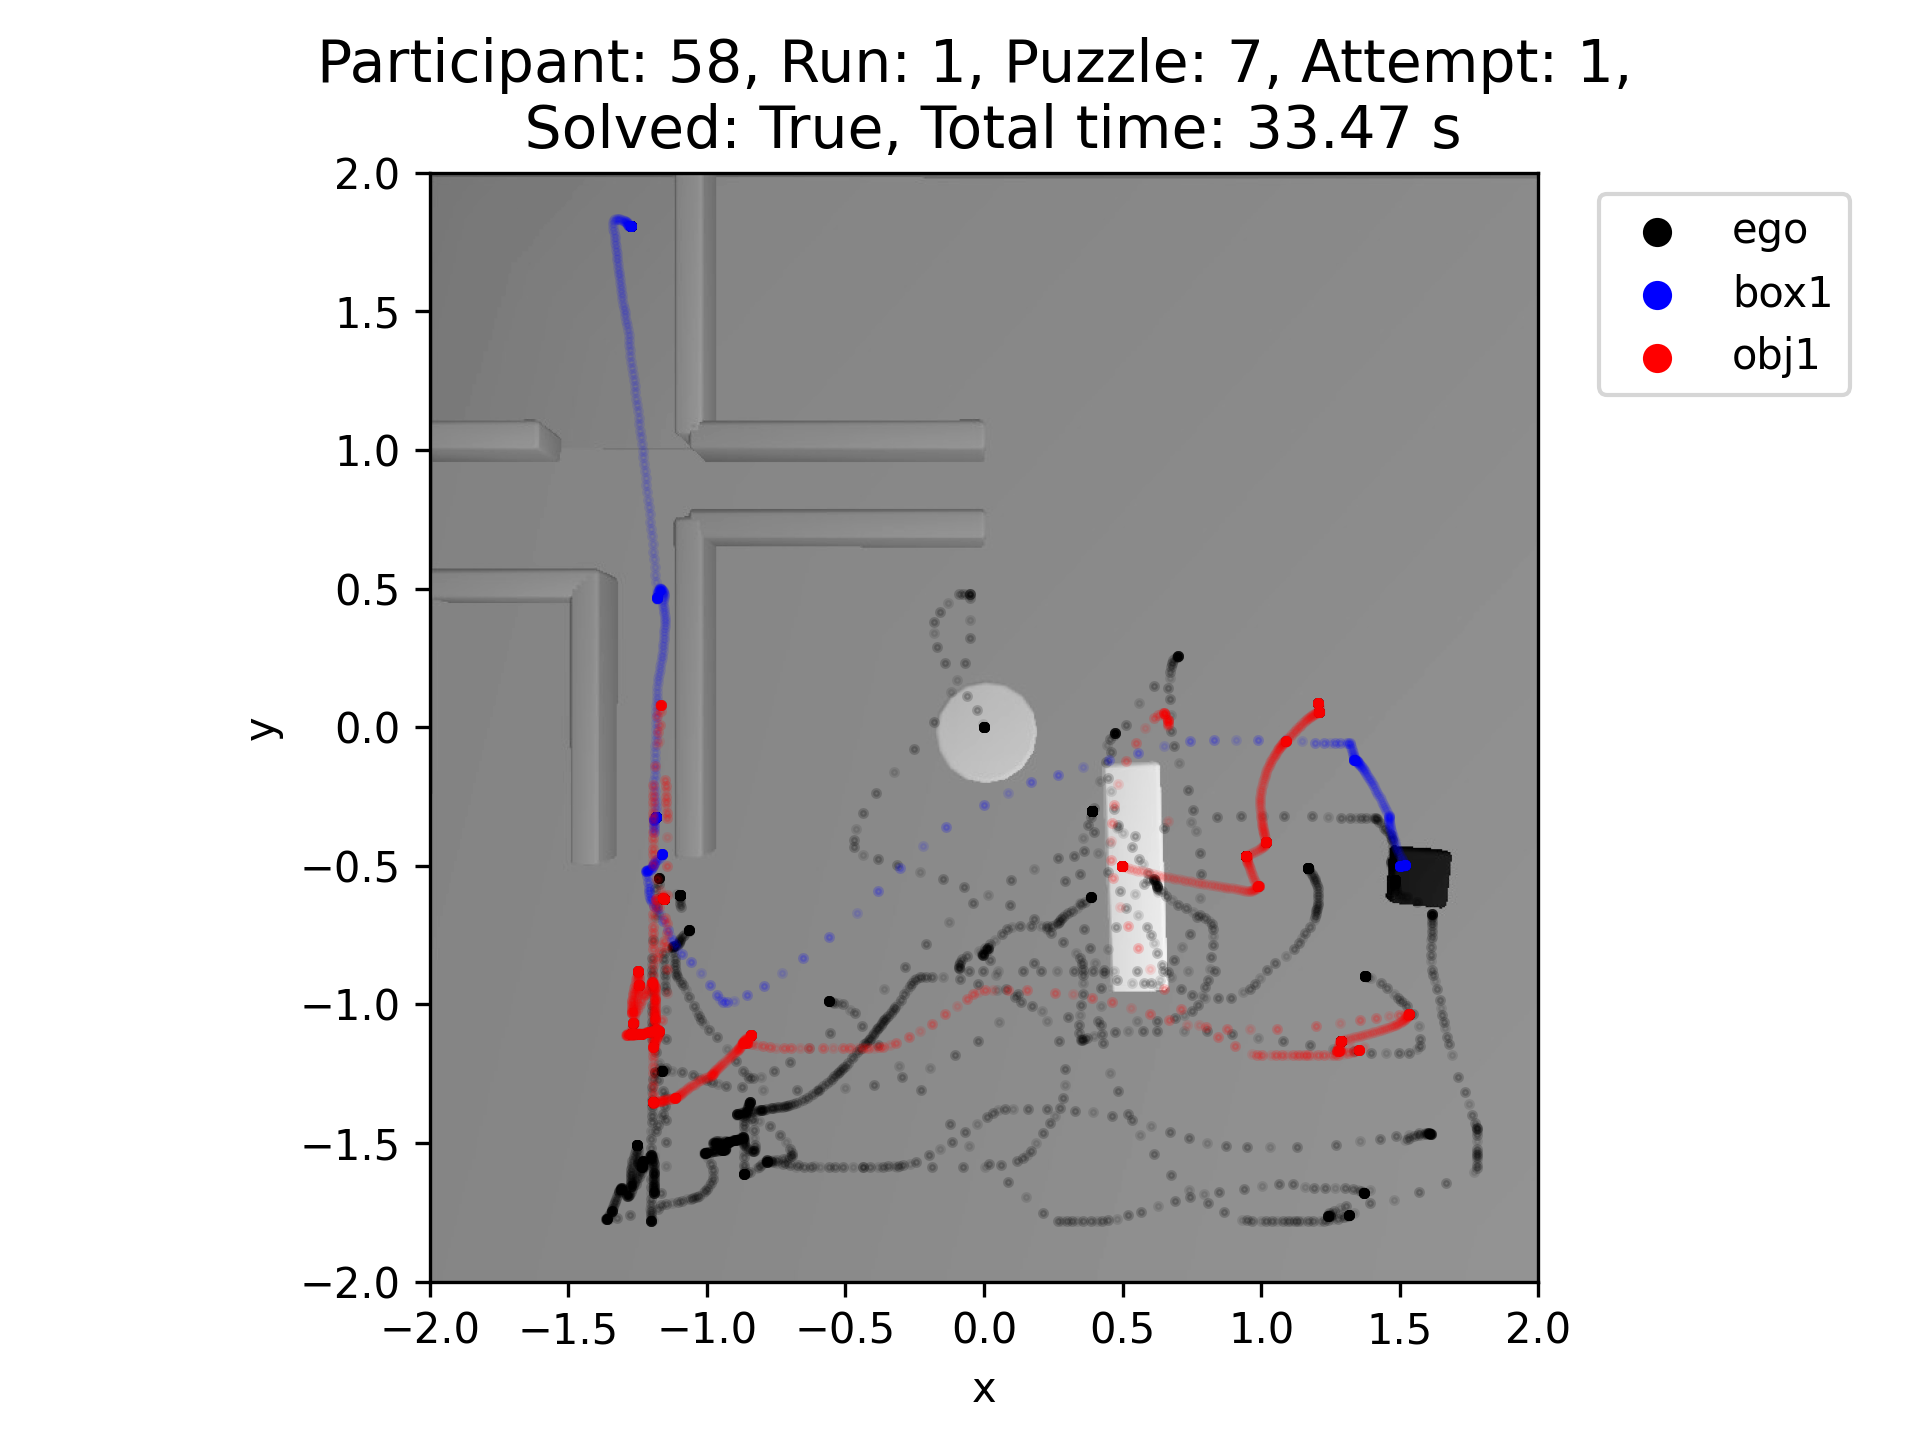 Participant: 58, Run: 1, Puzzle: 7, Attempt: 1,
Solved: True, Total time: 33.47 s
ego
box1
obj1
2.0
1.5
1.0
0.5
0.0
−0.5
−1.0
−1.5
−2.0
y
−2.0 −1.5 −1.0 −0.5 0.0 0.5 1.0 1.5 2.0
x